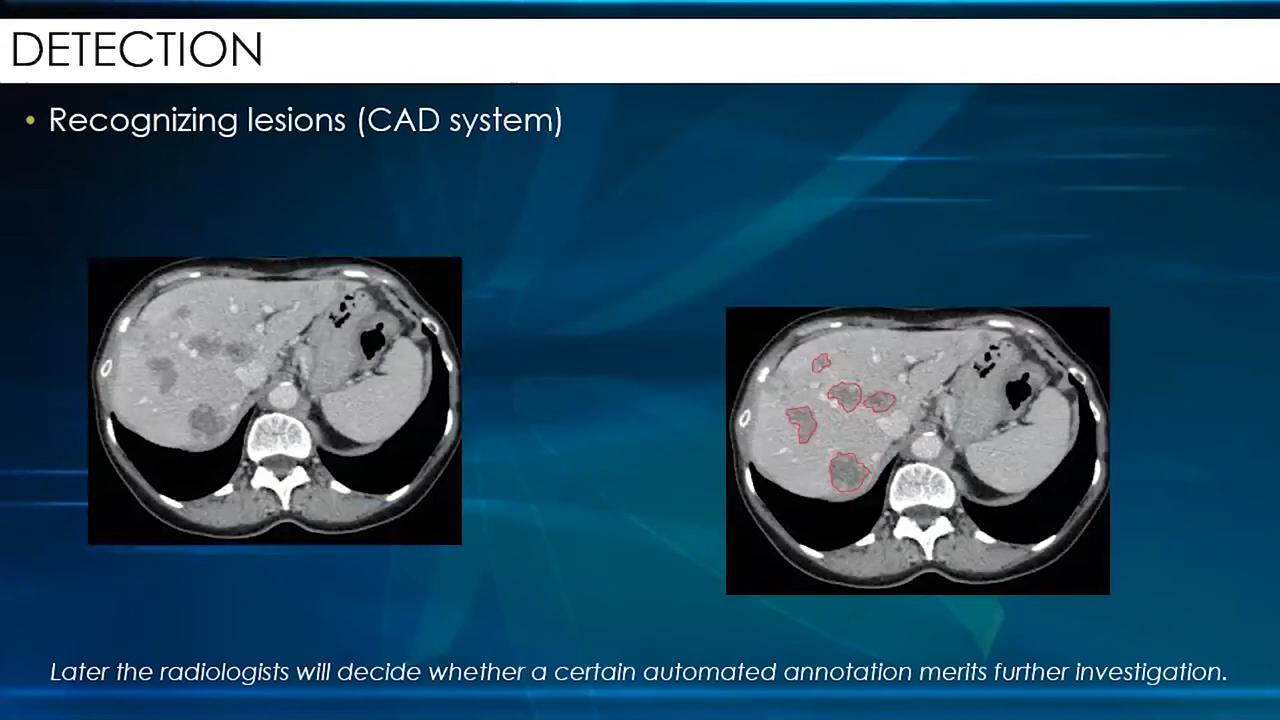 DETECTION
• Recognizing lesions (CAD system)
Later the radiologists will decide whether a certain automated annotation merits further investigation.